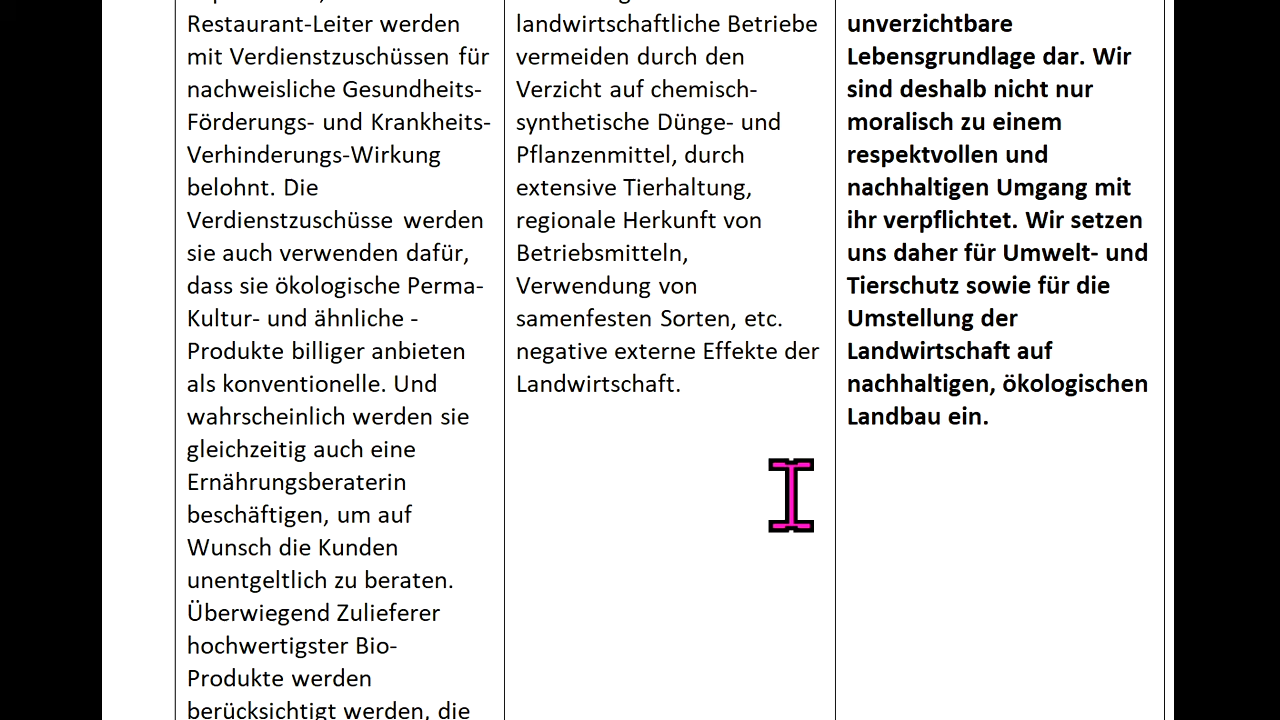 Restaurant-Leiter werden
mit Verdienstzuschüssen für
nachweisliche Gesundheits-
Förderungs- und Krankheits-
Verhinderungs-Wirkung
belohnt. Die
Verdienstzuschüsse werden
sie auch verwenden dafür,
dass sie ökologische Perma-
Kultur- und ähnliche -
Produkte billiger anbieten
als konventionelle. Und
wahrscheinlich werden sie
gleichzeitig auch eine
Ernährungsberaterin
beschäftigen, um auf
Wunsch die Kunden
unentgeltlich zu beraten.
Überwiegend Zulieferer
hochwertigster Bio-
Produkte werden
berücksichtigt werden, die
landwirtschaftliche Betriebe
vermeiden durch den
Verzicht auf chemisch-
synthetische Dünge- und
Pflanzenmittel, durch
extensive Tierhaltung,
regionale Herkunft von
Betriebsmitteln,
Verwendung von
samenfesten Sorten, etc.
negative externe Effekte der
Landwirtschaft.
unverzichtbare
Lebensgrundlage dar. Wir
sind deshalb nicht nur
moralisch zu einem
respektvollen und
nachhaltigen Umgang mit
ihr verpflichtet. Wir setzen
uns daher für Umwelt- und
Tierschutz sowie für die
Umstellung der
Landwirtschaft auf
nachhaltigen, ökologischen
Landbau ein.